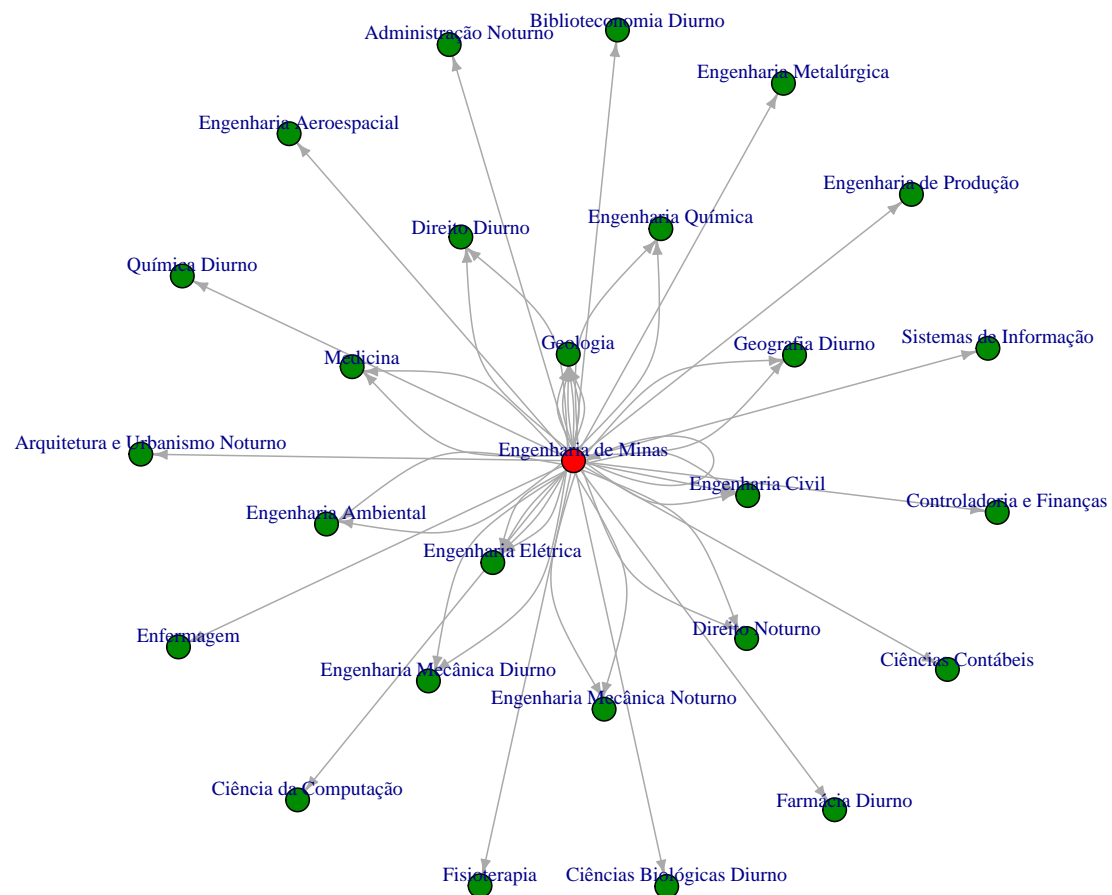 Biblioteconomia Diurno
Administração Noturno
Engenharia Metalúrgica
Engenharia Aeroespacial
Engenharia de Produção
Engenharia Química
Direito Diurno
Química Diurno
Sistemas de Informação
Geologia
Geografia Diurno
Medicina
Arquitetura e Urbanismo Noturno
Engenharia de Minas
Engenharia Civil
Controladoria e Finanças
Engenharia Ambiental
Engenharia Elétrica
Direito Noturno
Enfermagem
Ciências Contábeis
Engenharia Mecânica Diurno
Engenharia Mecânica Noturno
Ciência da Computação
Farmácia Diurno
Fisioterapia
Ciências Biológicas Diurno